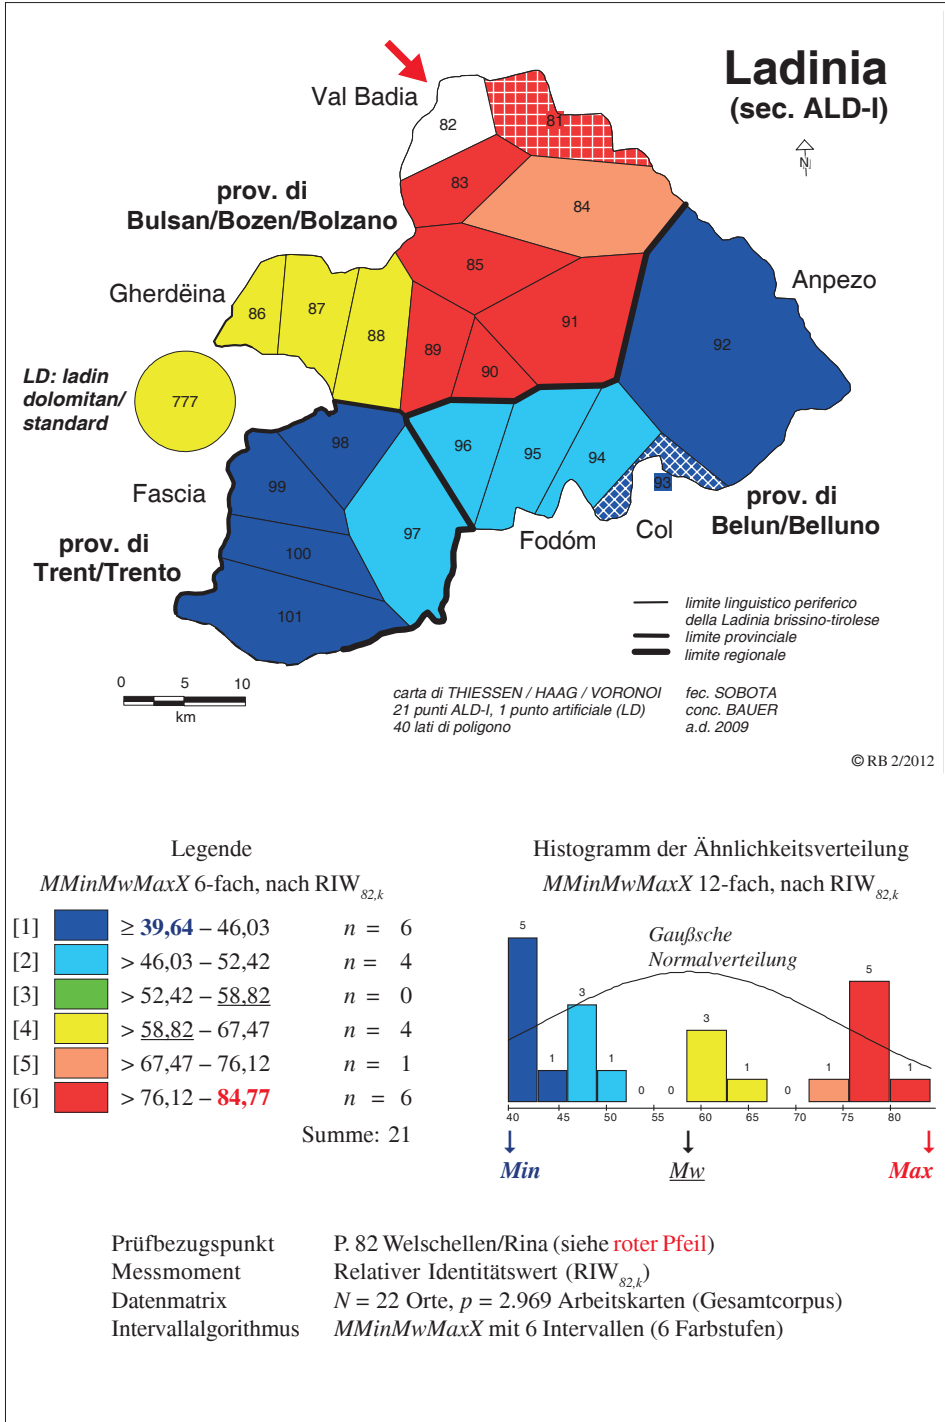 Ladinia
(sec. ALD-I)
N
Val Badia
82
81
83
84
prov. di
Bulsan/Bozen/Bolzano
85
Anpezo
Gherdëina
86
87
88
89
90
91
92
LD: ladin
dolomitan/
standard
777
98
96
95
94
99
93
Fascia
97
prov. di
Belun/Belluno
Fodóm
Col
prov. di
Trent/Trento
100
101
limite linguistico periferico
della Ladinia brissino-tirolese
limite provinciale
limite regionale
0 5 10
km
carta di THIESSEN / HAAG / VORONOI
21 punti ALD-I, 1 punto artificiale (LD)
40 lati di poligono
fec. SOBOTA
conc. BAUER
a.d. 2009
© RB 2/2012
Legende
MMinMwMaxX 6-fach, nach RIW82,k
[1] ≥ 39,64 – 46,03 n = 6
[2] > 46,03 – 52,42 n = 4
[3] > 52,42 – 58,82 n = 0
[4] > 58,82 – 67,47 n = 4
[5] > 67,47 – 76,12 n = 1
[6] > 76,12 – 84,77 n = 6
Summe: 21
Histogramm der Ähnlichkeitsverteilung
MMinMwMaxX 12-fach, nach RIW82,k
Gaußsche
Normalverteilung
5 1 3 1 0 0 3 1 0 1 5 1
40 45 50 55 60 65 70 75 80
Min Mw Max
Prüfbezugspunkt P. 82 Welschellen/Rina (siehe roter Pfeil)
Messmoment Relativer Identitätswert (RIW82,k)
Datenmatrix N = 22 Orte, p = 2.969 Arbeitskarten (Gesamtcorpus)
Intervallalgorithmus MMinMwMaxX mit 6 Intervallen (6 Farbstufen)